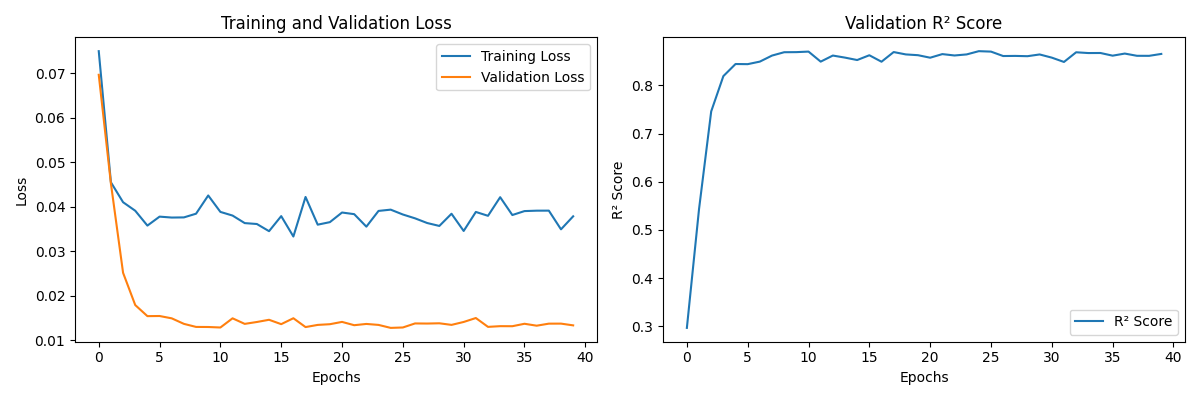 Training and Validation Loss
Training Loss
Validation Loss
0.07
0.06
0.05
0.04
0.03
0.02
0.01
Loss
0 5 10 15 20 25 30 35 40
Epochs
Validation R² Score
0.8
0.7
0.6
0.5
0.4
0.3
R² Score
R² Score
0 5 10 15 20 25 30 35 40
Epochs